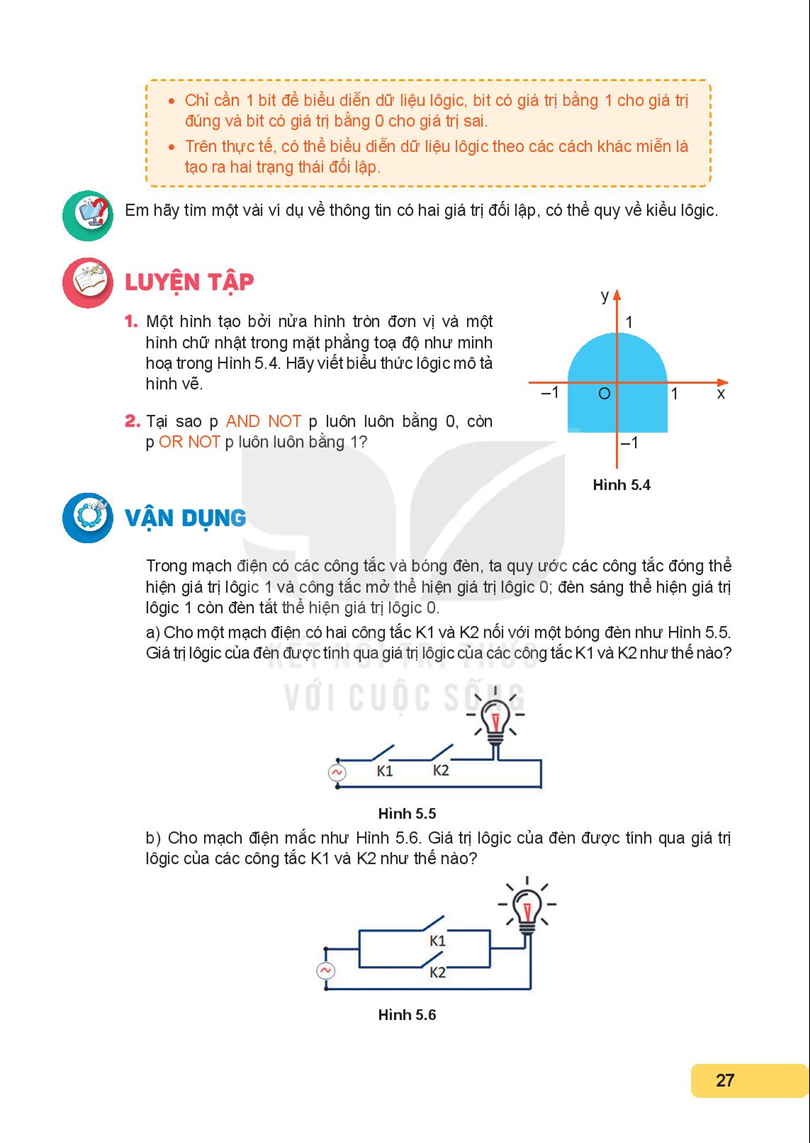 • Chỉ cần 1 bit để biểu diễn dữ liệu lôgic, bit có giá trị bằng 1 cho giá trị
đúng và bit có giá trị bằng 0 cho giá trị sai.
• Trên thực tế, có thể biểu diễn dữ liệu lôgic theo các cách khác miễn là
tạo ra hai trạng thái đối lập.
Em hãy tìm một vài ví dụ về thông tin có hai giá trị đối lập, có thể quy về kiểu lôgic.
LUYỆN TẬP
1. Một hình tạo bởi nửa hình tròn đơn vị và một
hình chữ nhật trong mặt phẳng toạ độ như minh
hoạ trong Hình 5.4. Hãy viết biểu thức lôgic mô tả
hình vẽ.
2. Tại sao p AND NOT p luôn luôn bằng 0, còn
p OR NOT p luôn luôn bằng 1?
y
1
–1
O
1
x
–1
Hình 5.4
VẬN DỤNG
Trong mạch điện có các công tắc và bóng đèn, ta quy ước các công tắc đóng thể
hiện giá trị lôgic 1 và công tắc mở thể hiện giá trị lôgic 0; đèn sáng thể hiện giá trị
lôgic 1 còn đèn tắt thể hiện giá trị lôgic 0.
a) Cho một mạch điện có hai công tắc K1 và K2 nối với một bóng đèn như Hình 5.5.
Giá trị lôgic của đèn được tính qua giá trị lôgic của các công tắc K1 và K2 như thế nào?
KẾT NỐI TRI THỨC
VỚI CUỘC SỐNG
K1
K2
Hình 5.5
b) Cho mạch điện mắc như Hình 5.6. Giá trị lôgic của đèn được tính qua giá trị
lôgic của các công tắc K1 và K2 như thế nào?
K1
K2
Hình 5.6
27